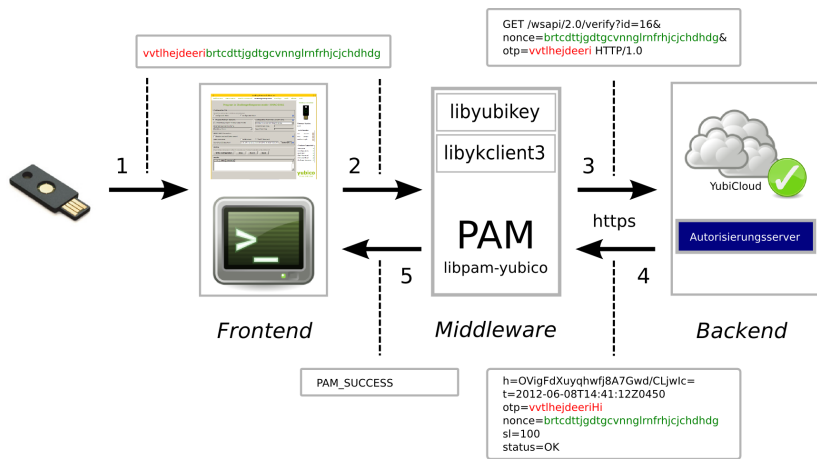 vvtlhejdeeribrtcdttjgdtgcvnnglrnfrhjcjchdhdg
GET /wsapi/2.0/verify?id=16&
nonce=brtcdttjgdtgcvnnglrnfrhjcjchdhdg&
otp=vvtlhejdeeri HTTP/1.0
1
2
3
libyubikey
libykclient3
PAM
libpam-yubico
yubico
>_
YubiCloud
https
Autorisierungsserver
5
4
Frontend
Middleware
Backend
PAM_SUCCESS
h=OVigFdXuyqhwfj8A7Gwd/CLjwIc=
t=2012-06-08T14:41:12Z0450
otp=vvtlhejdeeriHi
nonce=brtcdttjgdtgcvnnglrnfrhjcjchdhdg
sl=100
status=OK